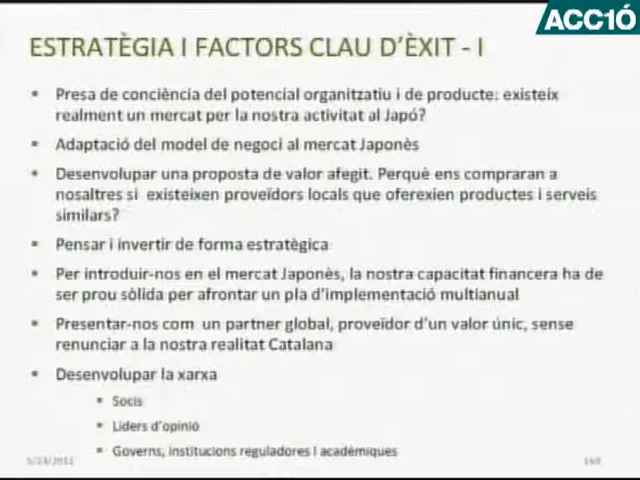 ACC1Ó
ESTRATÈGIA I FACTORS CLAU D'ÈXIT - I
▪ Presa de conciència del potencial organitzatiu i de producte: existeix
realment un mercat per la nostra activitat al Japó?
▪ Adaptació del model de negoci al mercat Japonès
▪ Desenvolupar una proposta de valor afegit. Perquè ens compraran a
nosaltres si existeixen proveïdors locals que oferexien productes i serveis
similars?
▪ Pensar i invertir de forma estratègica
▪ Per introduir-nos en el mercat Japonès, la nostra capacitat financera ha de
ser prou sòlida per afrontar un pla d'implementació multianual
▪ Presentar-nos com un partner global, proveïdor d'un valor únic, sense
renunciar a la nostra realitat Catalana
▪ Desenvolupar la xarxa
▪ Socis
▪ Líders d'opinió
▪ Governs, institucions reguladores i acadèmiques